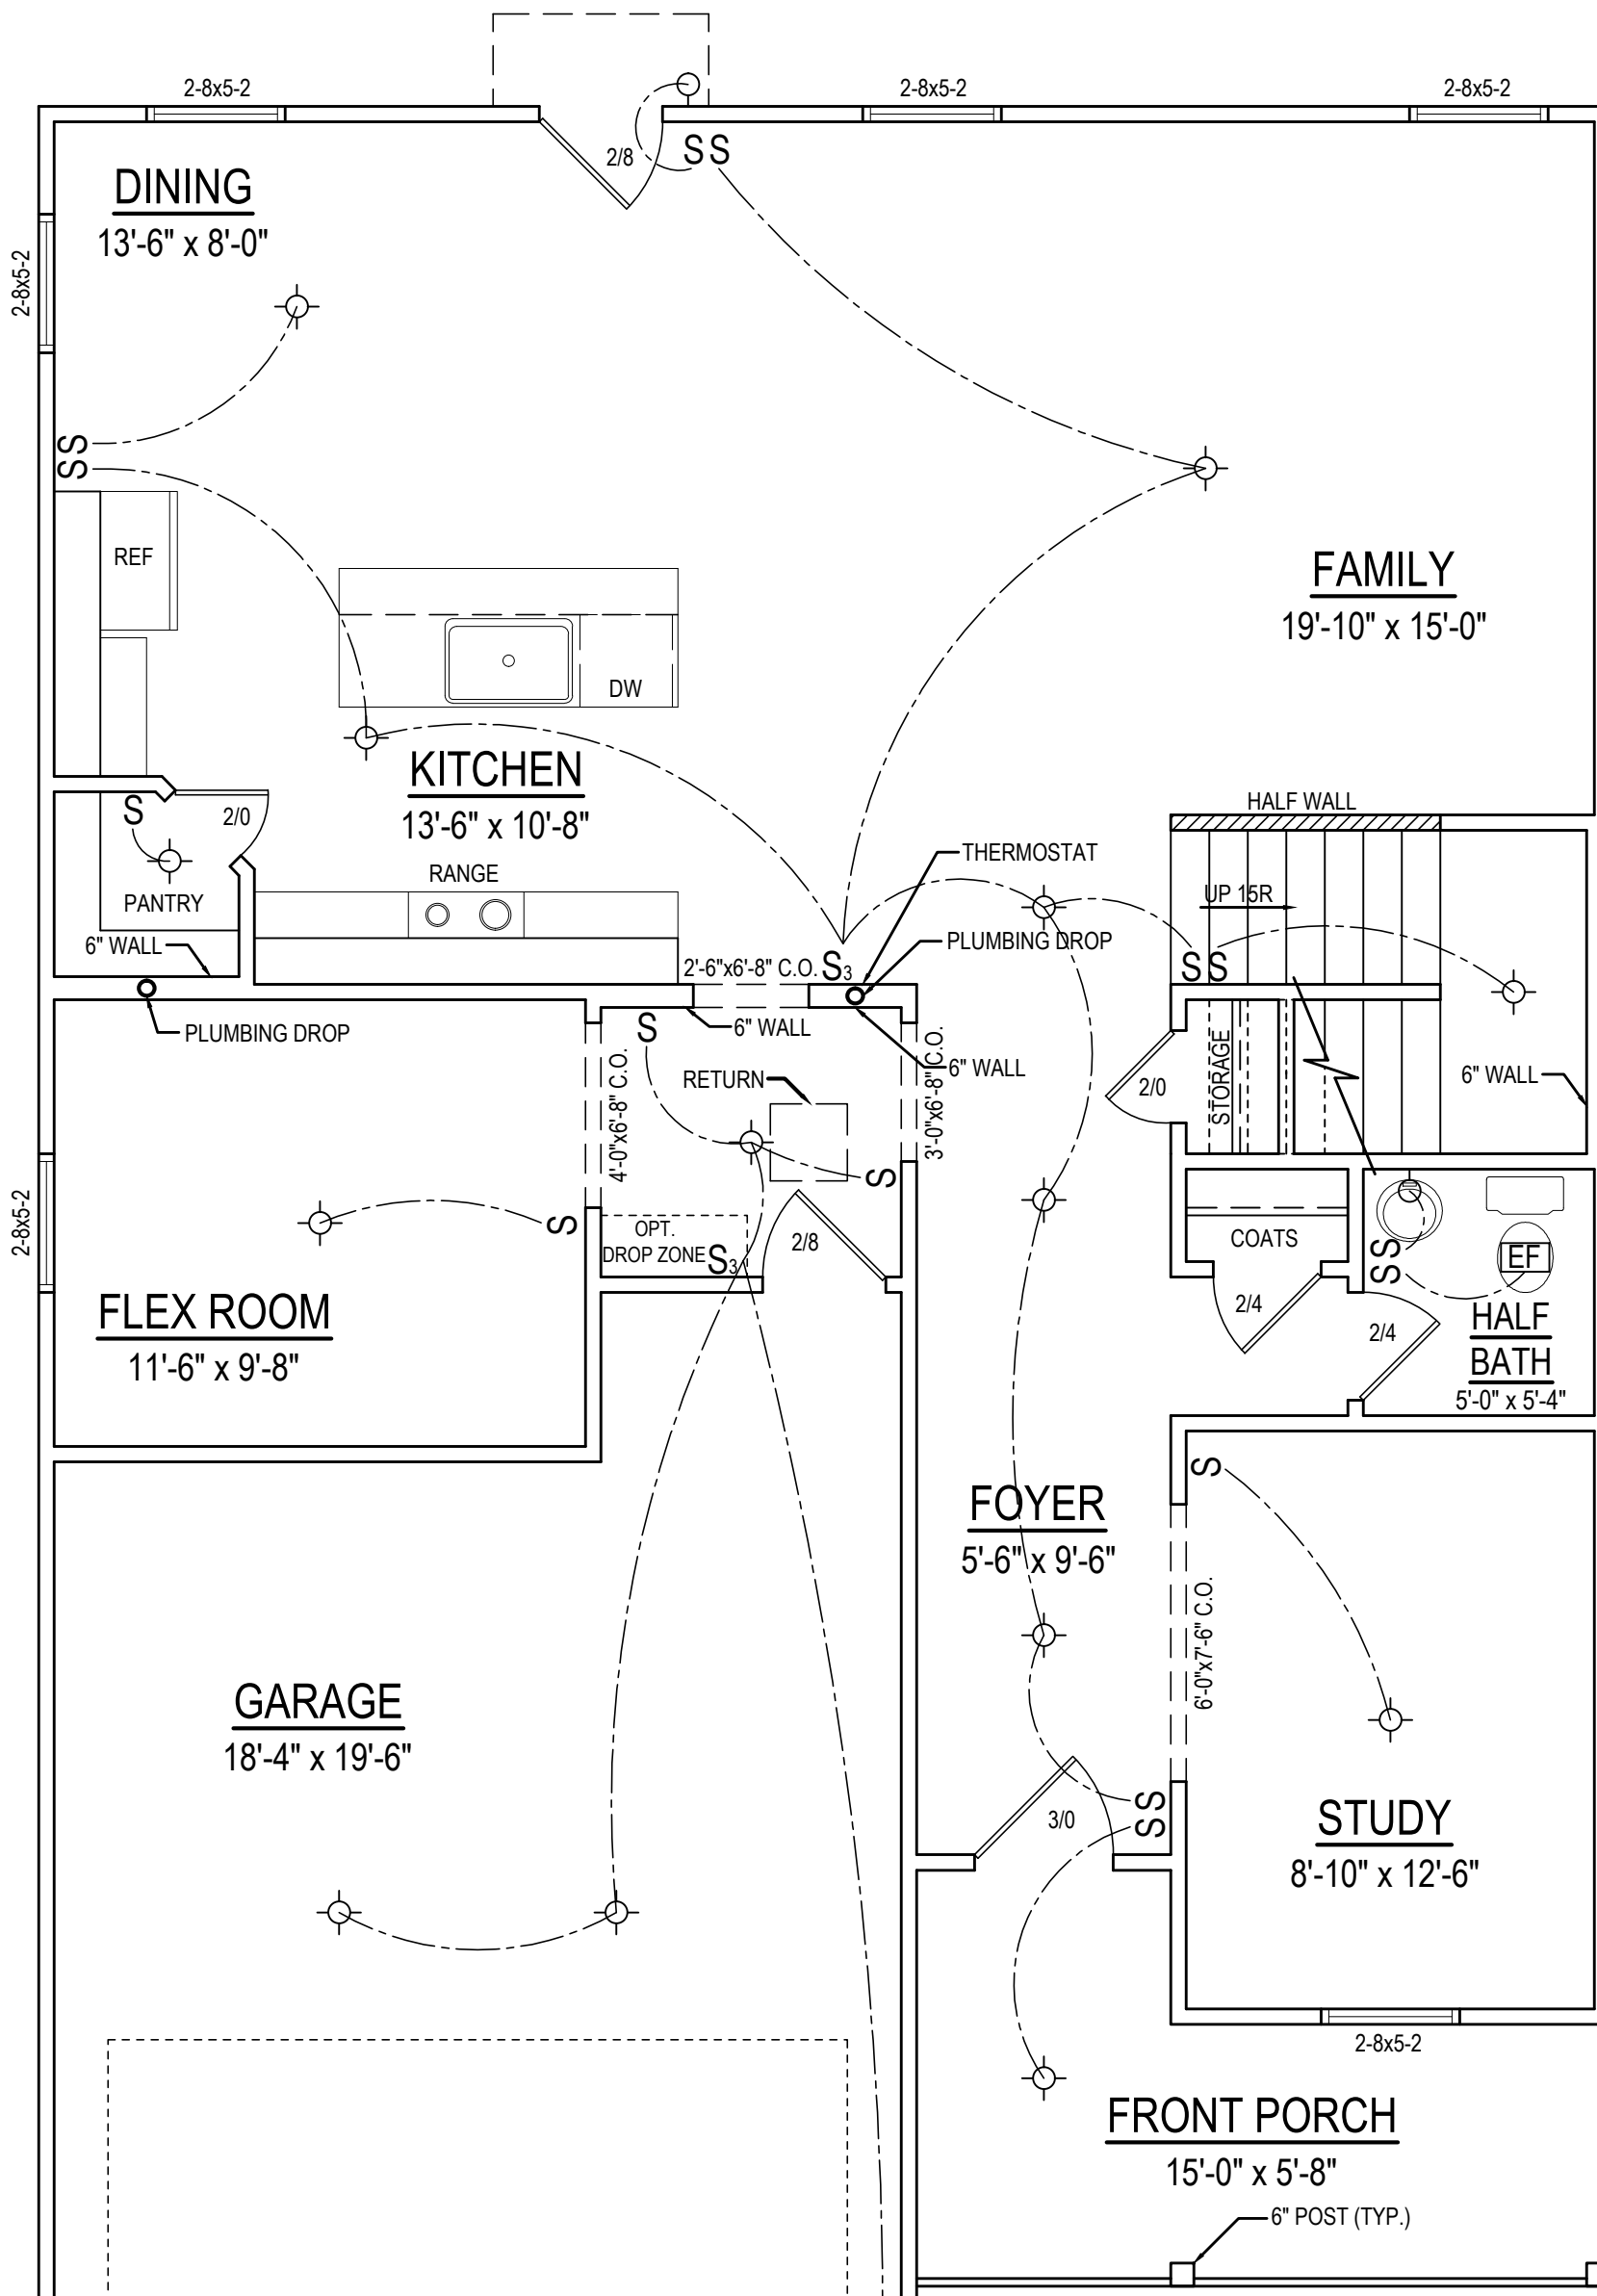 2-8x5-2
2-8x5-2
2-8x5-2
2/8
SS
DINING
13'-6" x 8'-0"
2-8x5-2
SS
REF
DW
FAMILY
19'-10" x 15'-0"
KITCHEN
13'-6" x 10'-8"
S
2/0
PANTRY
RANGE
HALF WALL
THERMOSTAT
UP 15R
6" WALL
PLUMBING DROP
2'-6"x6'-8" C.O.
S3
SS
PLUMBING DROP
S
6" WALL
6" WALL
RETURN
4'-0"x6'-8" C.O.
3'-0"x6'-8" C.O.
2/0
STORAGE
6" WALL
S
2-8x5-2
S
OPT.
DROP ZONE
S3
2/8
COATS
SS
EF
FLEX ROOM
11'-6" x 9'-8"
2/4
2/4
HALF
BATH
5'-0" x 5'-4"
S
FOYER
5'-6" x 9'-6"
6'-0"x7'-6" C.O.
GARAGE
18'-4" x 19'-6"
SS
3/0
STUDY
8'-10" x 12'-6"
2-8x5-2
FRONT PORCH
15'-0" x 5'-8"
6" POST (TYP.)